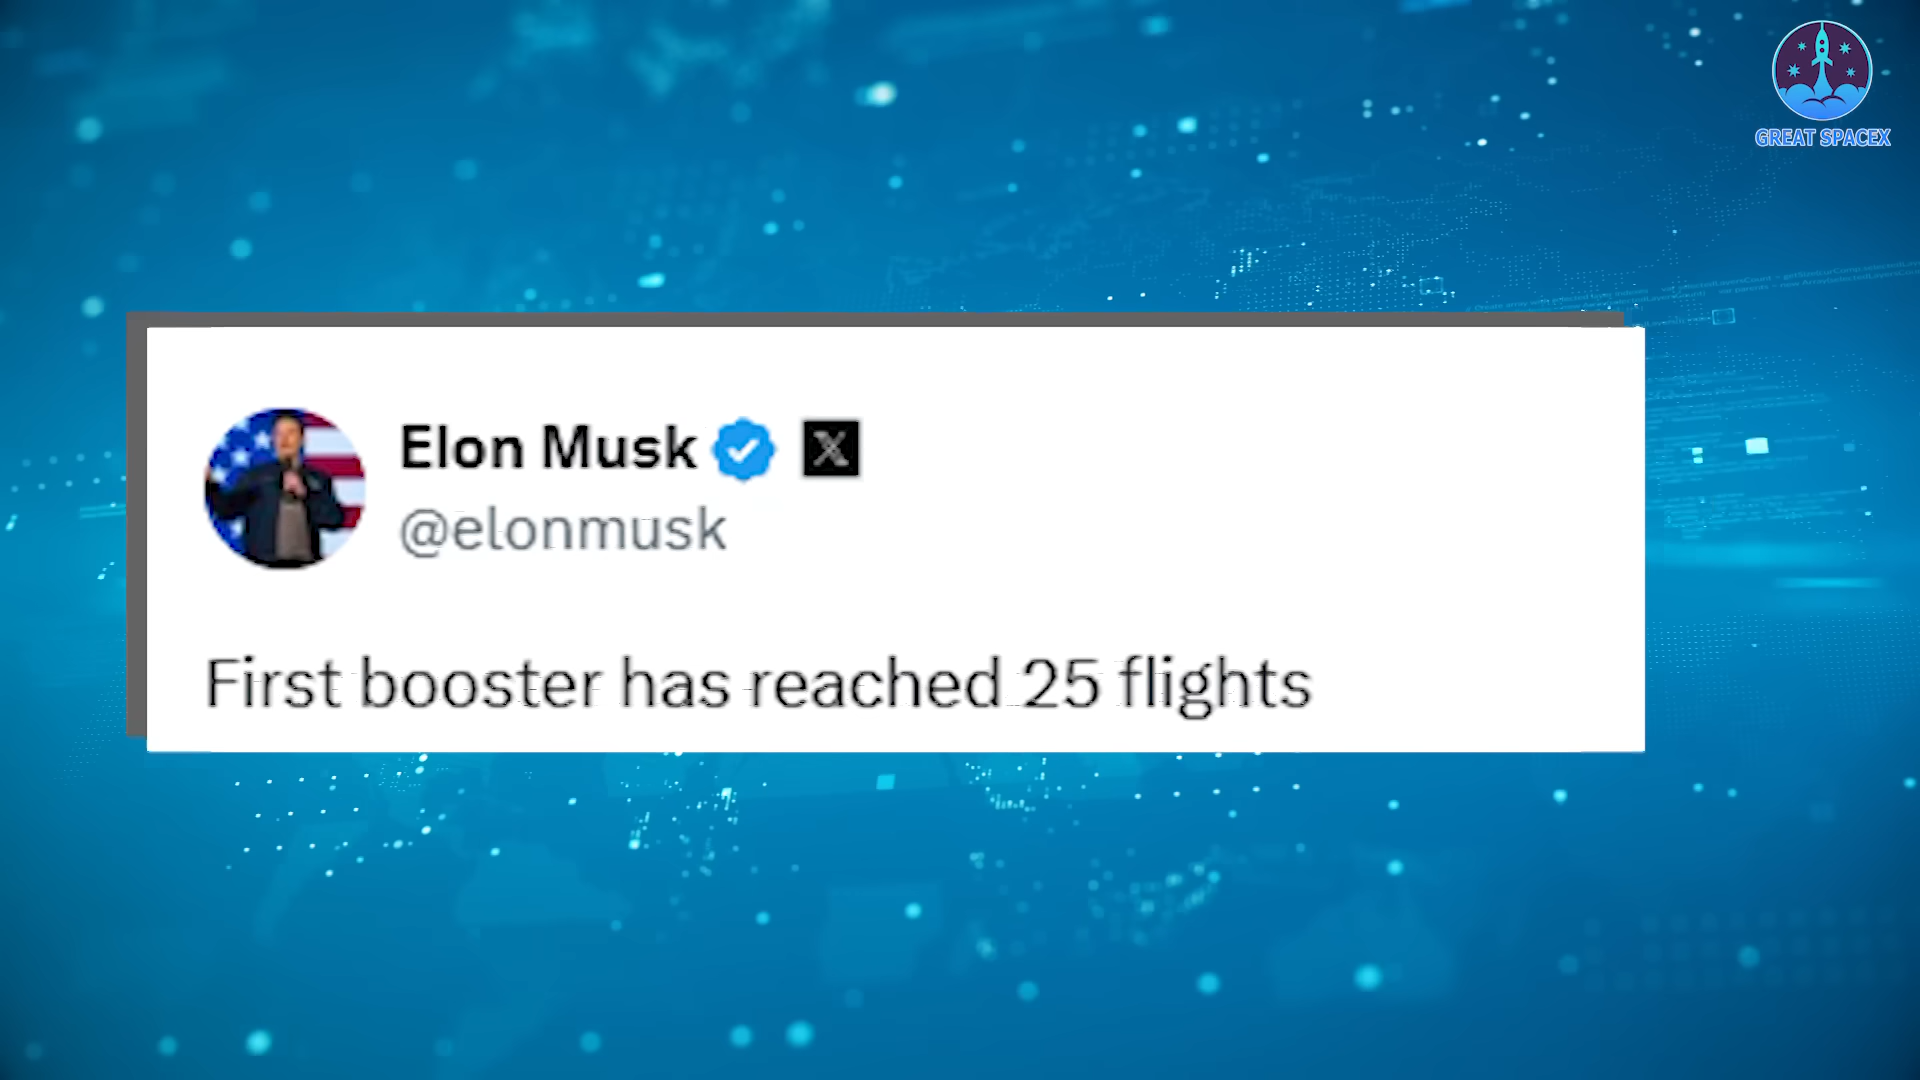 GREAT SPACEX
Elon Musk
@elonmusk
First booster has reached 25 flights